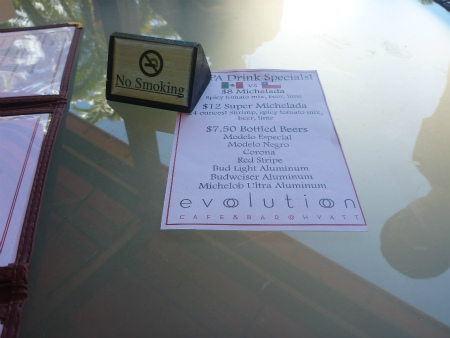 No Smoking
Drink Specials!
vs
$8 Michelada
Spicy tomato mix, beer, lime
$12 Super Michelada
4 ounces shrimp, spicy tomato mix,
beer, lime
$7.50 Bottled Beers
Modelo Especial
Modelo Negro
Corona
Red Stripe
Bud Light Aluminum
Budweiser Aluminum
Michelob Ultra Aluminum
evolution
CAFE&BAR@HYATT